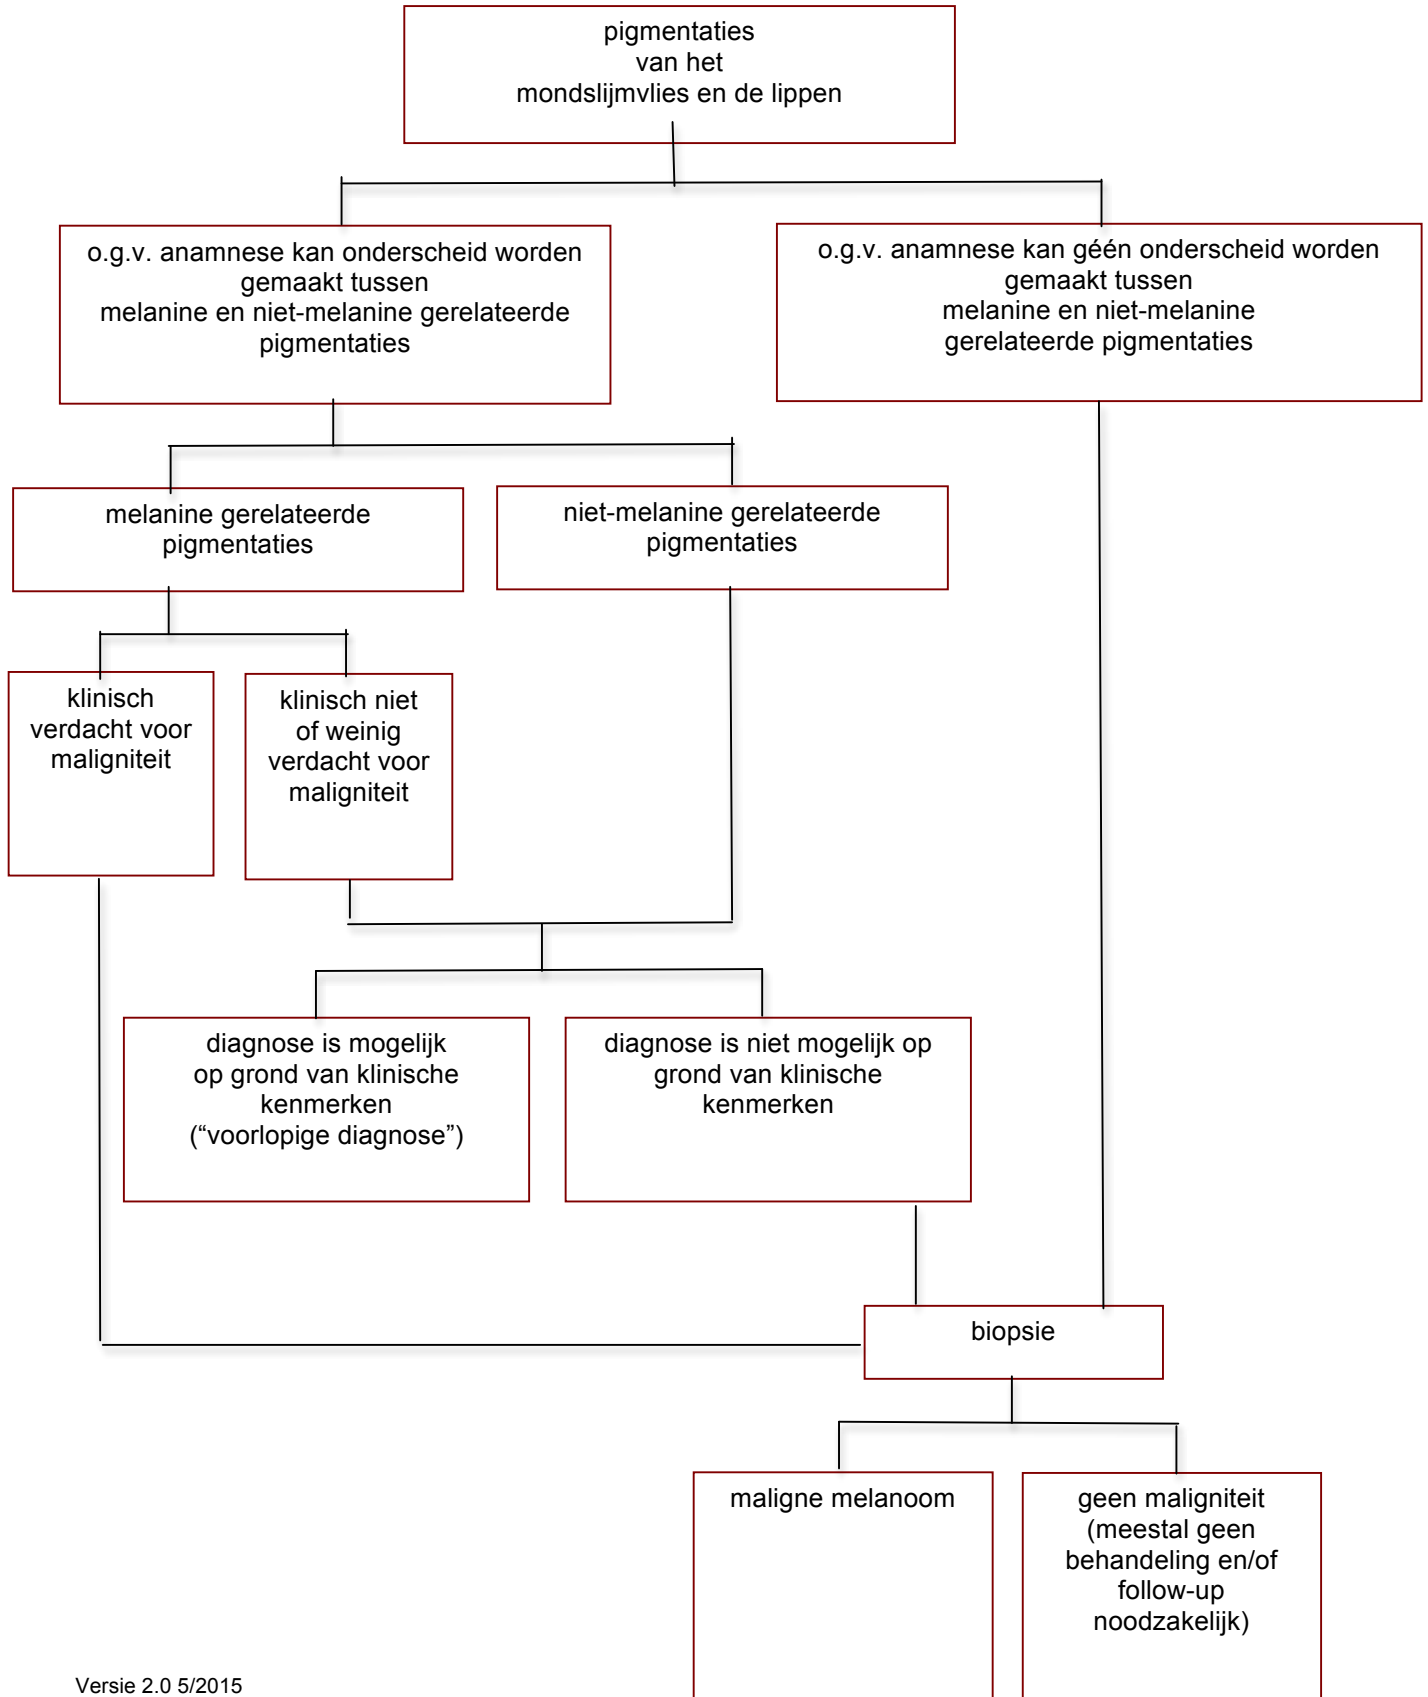 pigmentaties
van het
mondslijmvlies en de lippen
o.g.v. anamnese kan onderscheid worden
gemaakt tussen
melanine en niet-melanine gerelateerde
pigmentaties
o.g.v. anamnese kan géén onderscheid worden
gemaakt tussen
melanine en niet-melanine
gerelateerde pigmentaties
melanine gerelateerde
pigmentaties
niet-melanine gerelateerde
pigmentaties
klinisch
verdacht voor
maligniteit
klinisch niet
of weinig
verdacht voor
maligniteit
diagnose is mogelijk
op grond van klinische
kenmerken
(“voorlopige diagnose”)
diagnose is niet mogelijk op
grond van klinische
kenmerken
biopsie
maligne melanoom
geen maligniteit
(meestal geen
behandeling en/of
follow-up
noodzakelijk)
Versie 2.0 5/2015